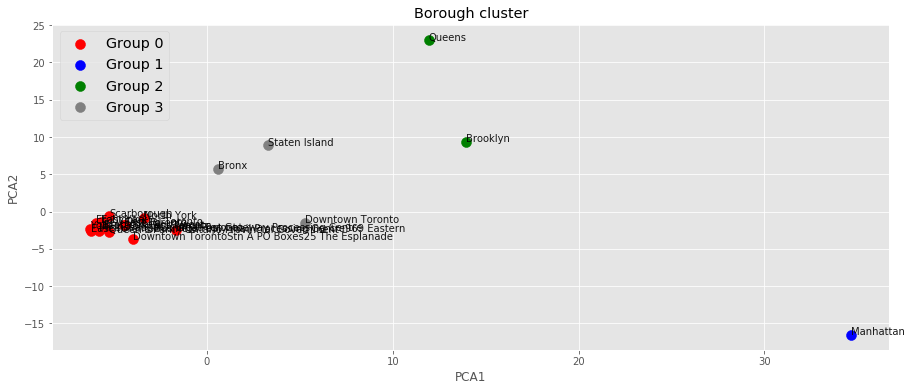 Borough cluster
Group 0
Group 1
Group 2
Group 3
Queens
Brooklyn
Staten Island
Bronx
Scarborough
North York
Downtown Toronto
Downtown TorontoStn A PO Boxes25 The Esplanade
Manhattan
PCA2
25
20
15
10
5
0
−5
−10
−15
0
10
20
30
PCA1